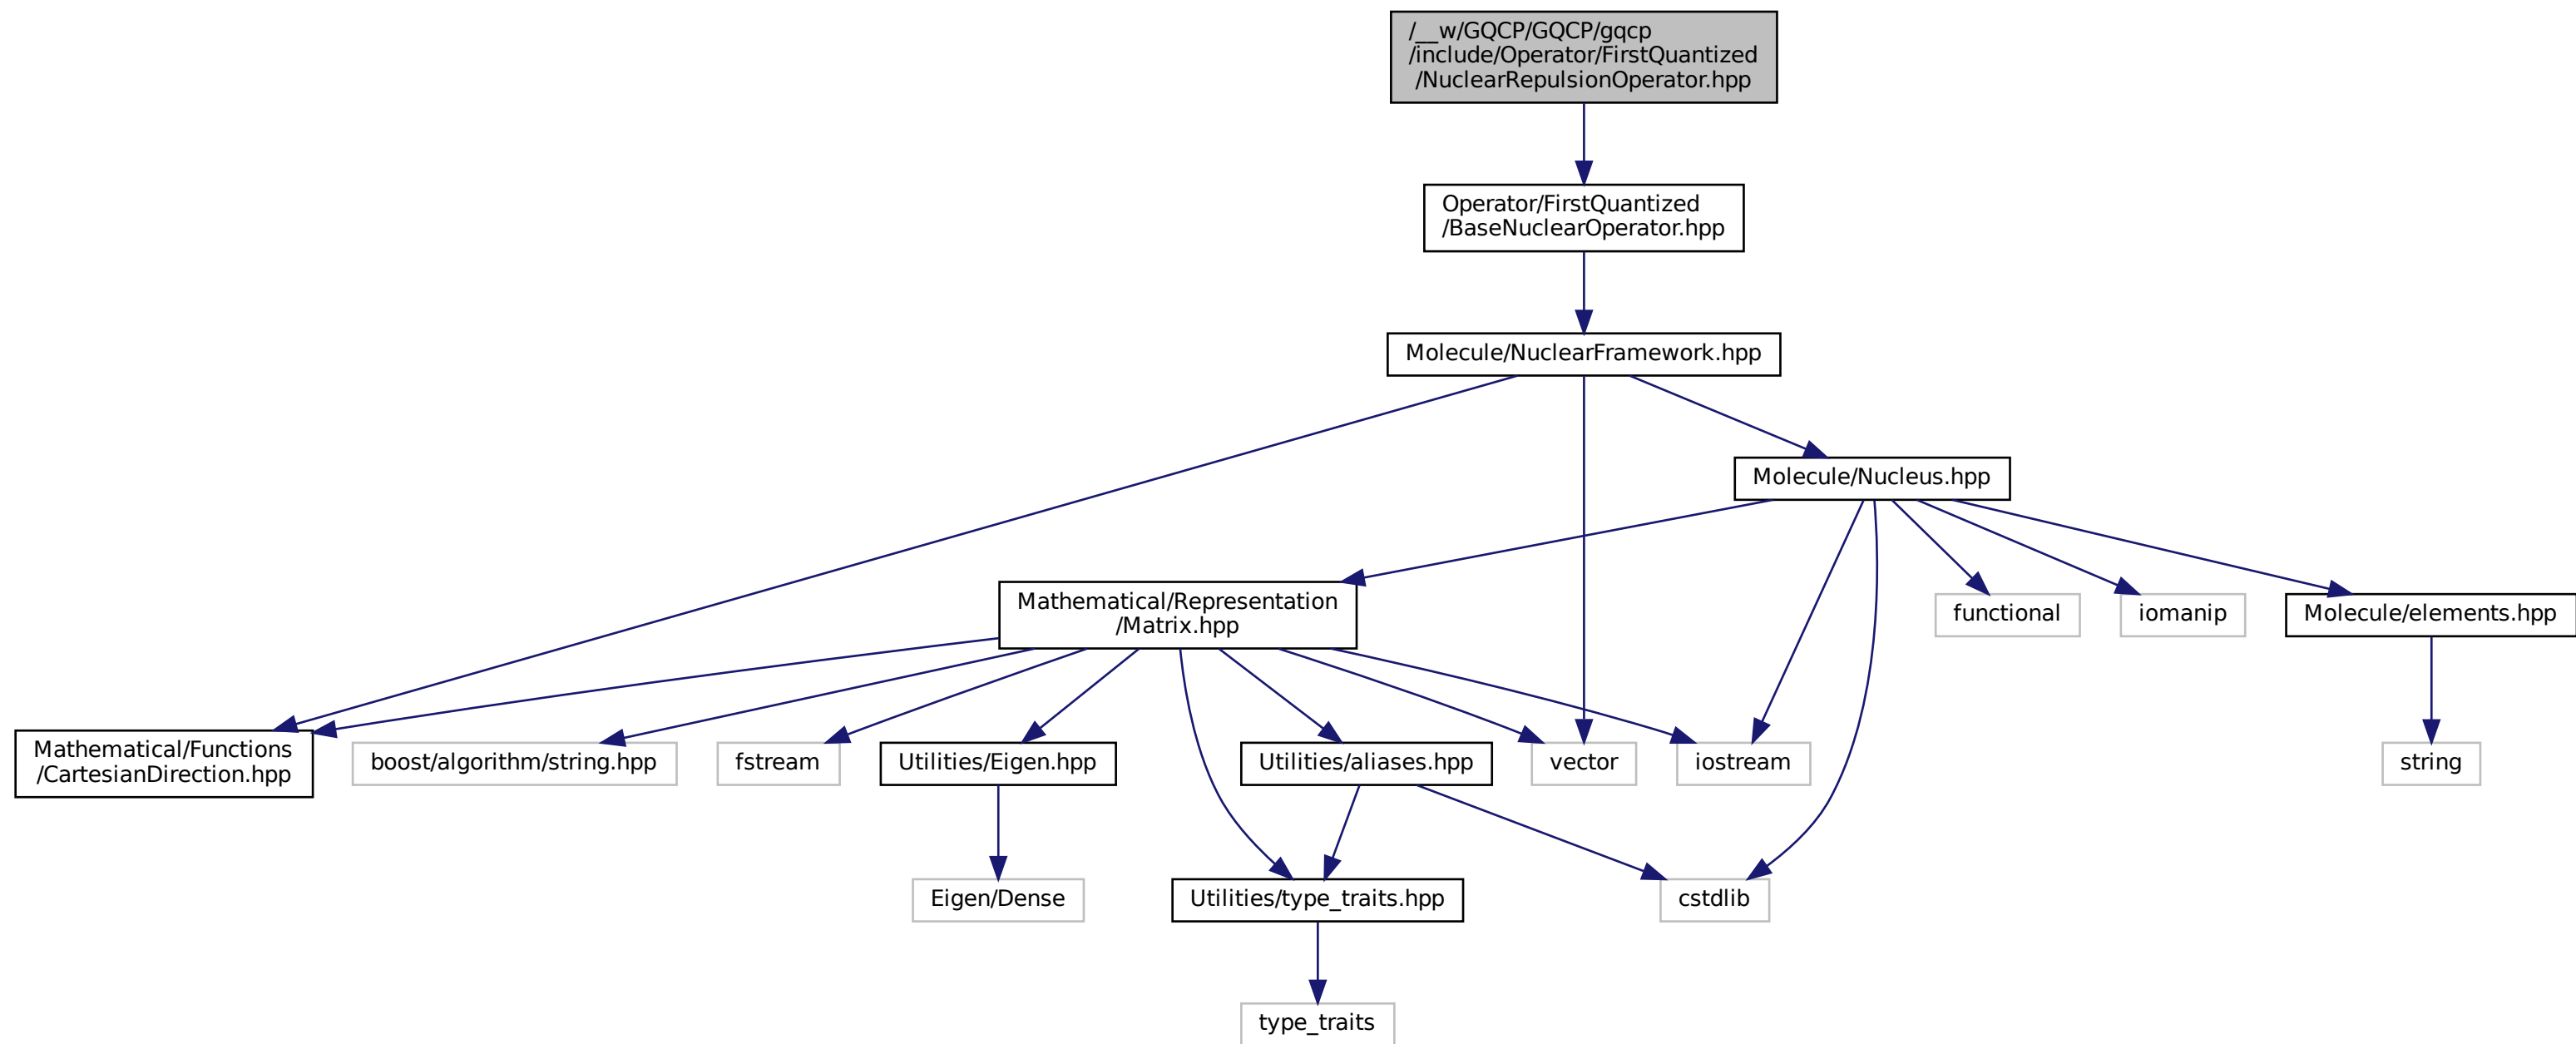 /__w/GQCP/GQCP/gqcp
/include/Operator/FirstQuantized
/NuclearRepulsionOperator.hpp
Operator/FirstQuantized
/BaseNuclearOperator.hpp
Molecule/NuclearFramework.hpp
Molecule/Nucleus.hpp
Mathematical/Representation
/Matrix.hpp
functional
iomanip
Molecule/elements.hpp
Mathematical/Functions
/CartesianDirection.hpp
boost/algorithm/string.hpp
fstream
Utilities/Eigen.hpp
Utilities/aliases.hpp
vector
iostream
string
Eigen/Dense
Utilities/type_traits.hpp
cstdlib
type_traits